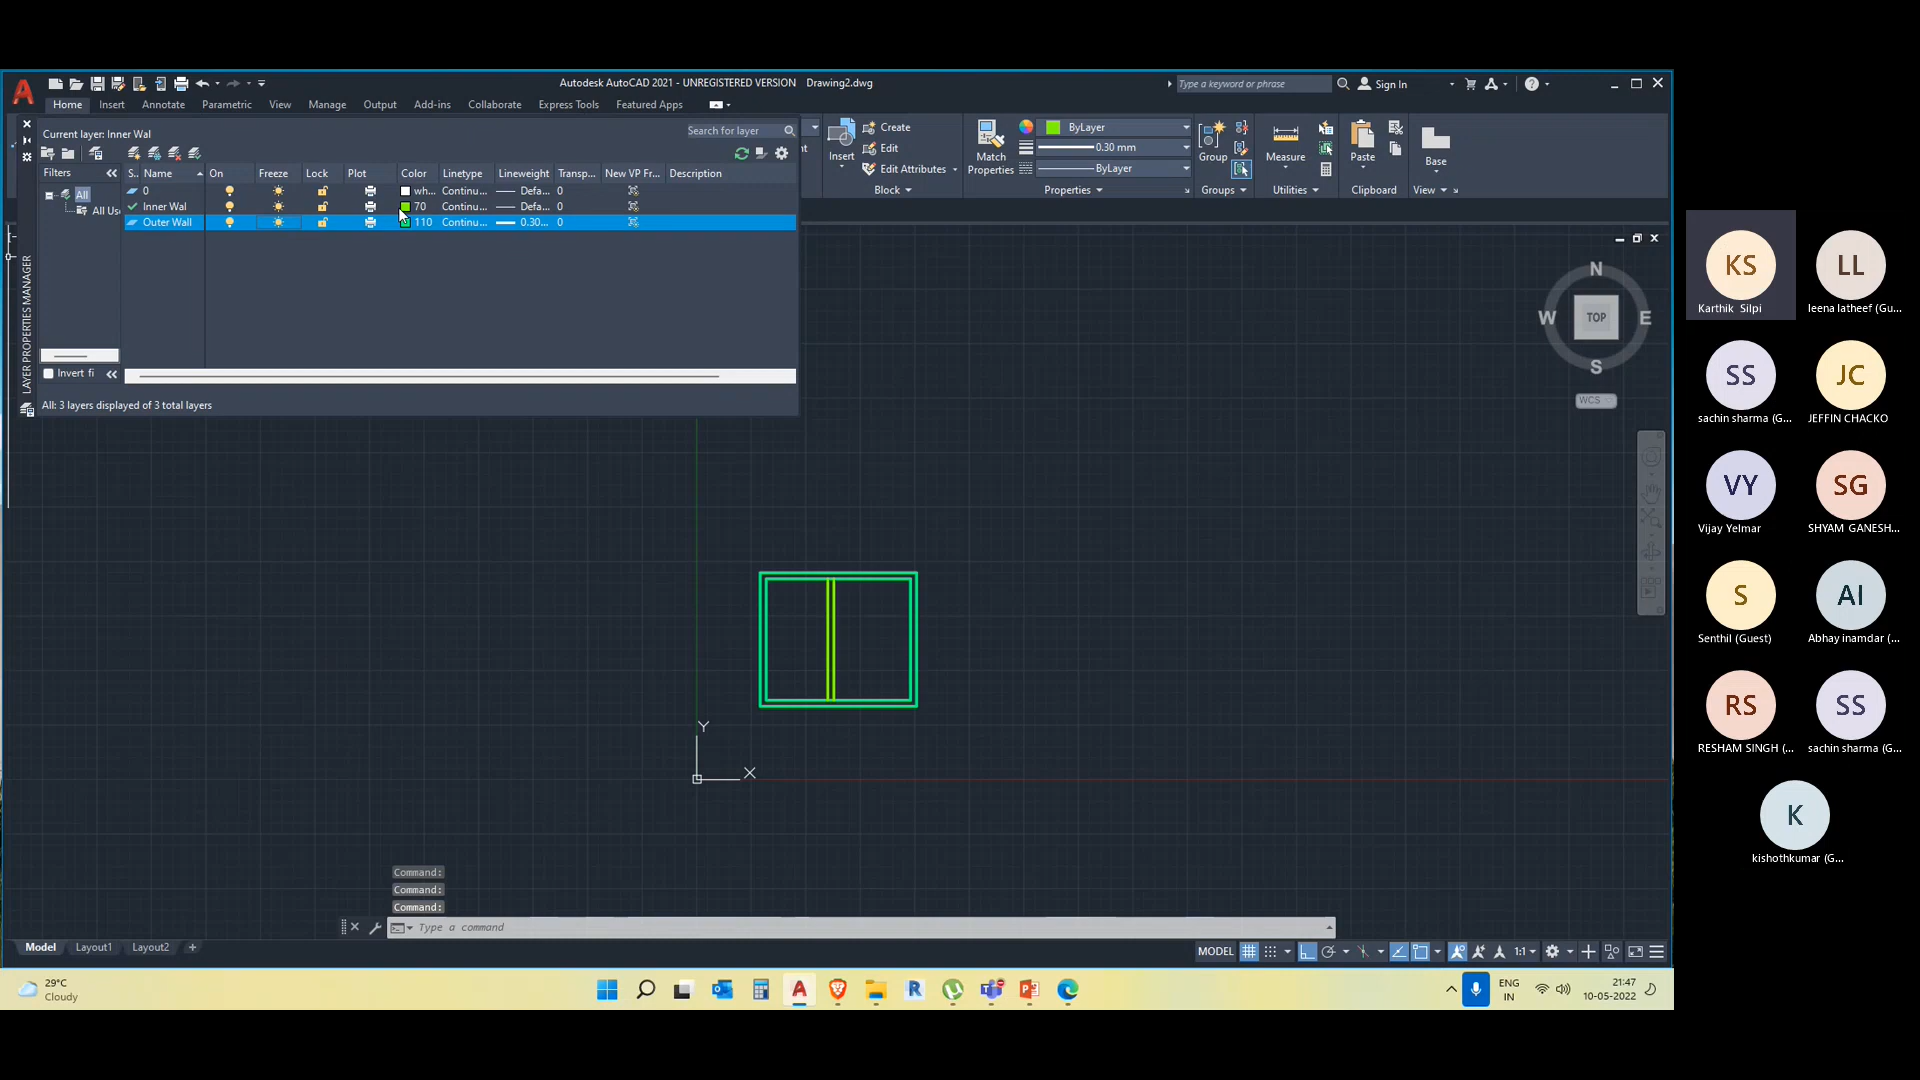 Autodesk AutoCAD 2021 - UNREGISTERED VERSION Drawing2.dwg
Type a keyword or phrase
Sign In
Home Insert Annotate Parametric View Manage Output Add-ins Collaborate Express Tools Featured Apps
Current layer: Inner Wal
Search for layer
Filters
S.. Name On Freeze Lock Plot Color Linetype Lineweight Transp... New VP Fr... Description
All
All Us
0 wh... Continu... Defa... 0
Inner Wal 70 Continu... Defa... 0
Outer Wall 110 Continu... 0.30... 0
Invert fi
All: 3 layers displayed of 3 total layers
LAYER PROPERTIES MANAGER
Insert
Create
Edit
Edit Attributes
Block
Match
Properties
ByLayer
0.30 mm
ByLayer
Properties
Group
Groups
Measure
Utilities
Paste
Clipboard
Base
View
N
W TOP E
S
WCS
Y
X
Command:
Command:
Command:
Type a command
Model Layout1 Layout2 +
MODEL 1:1
29°C
Cloudy
ENG
IN
21:47
10-05-2022
KS
Karthik Silpi
LL
leena latheef (Gu...
SS
sachin sharma (G...
JC
JEFFIN CHACKO
VY
Vijay Yelmar
SG
SHYAM GANESH...
S
Senthil (Guest)
AI
Abhay inamdar (...
RS
RESHAM SINGH (...
SS
sachin sharma (G...
K
kishothkumar (G...